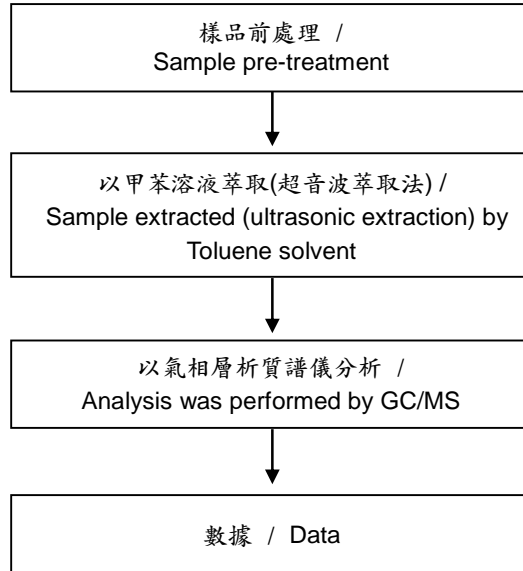 樣品前處理 /
Sample pre-treatment
以甲苯溶液萃取(超音波萃取法) /
Sample extracted (ultrasonic extraction) by
Toluene solvent
以氣相層析質譜儀分析 /
Analysis was performed by GC/MS
數據 / Data